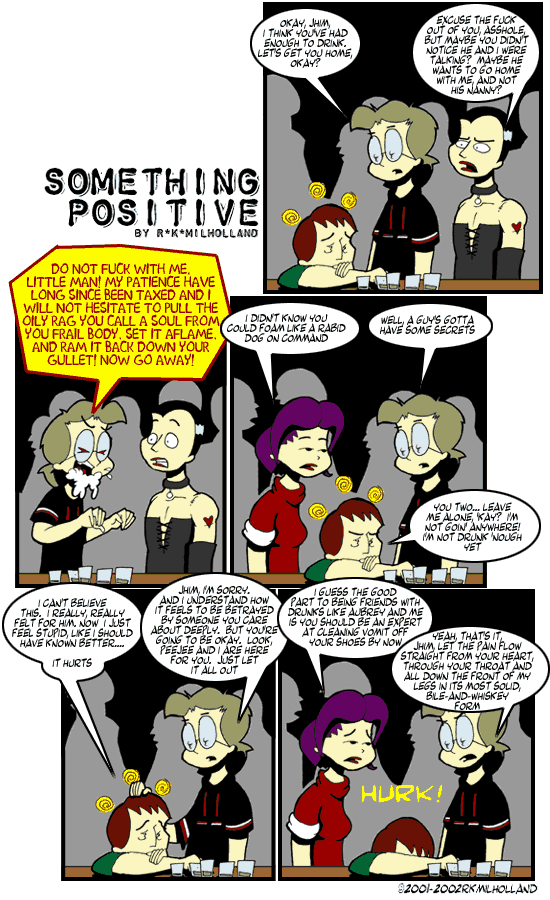 OKAY, JHIM,
I THINK YOU'VE HAD
ENOUGH TO DRINK.
LET'S GET YOU HOME,
OKAY?
EXCUSE THE FUCK
OUT OF YOU, ASSHOLE,
BUT MAYBE YOU DIDN'T
NOTICE HE AND I WERE
TALKING? MAYBE HE
WANTS TO GO HOME
WITH ME, AND NOT
HIS NANNY?
SOMETHING
POSITIVE
BY R*K*MILHOLLAND
DO NOT FUCK WITH ME,
LITTLE MAN! MY PATIENCE HAVE
LONG SINCE BEEN TAXED AND I
WILL NOT HESITATE TO PULL THE
OILY RAG YOU CALL A SOUL FROM
YOU FRAIL BODY, SET IT AFLAME,
AND RAM IT BACK DOWN YOUR
GULLET! NOW GO AWAY!
I DIDN'T KNOW YOU
COULD FOAM LIKE A RABID
DOG ON COMMAND
WELL, A GUY'S GOTTA
HAVE SOME SECRETS
YOU TWO... LEAVE
ME ALONE, 'KAY? I'M
NOT GOIN' ANYWHERE!
I'M NOT DRUNK 'NOUGH
YET
I CAN'T BELIEVE
THIS. I REALLY, REALLY
FELT FOR HIM. NOW I JUST
FEEL STUPID, LIKE I SHOULD
HAVE KNOWN BETTER....
IT HURTS
JHIM, I'M SORRY.
AND I UNDERSTAND HOW
IT FEELS TO BE BETRAYED
BY SOMEONE YOU CARE
ABOUT DEEPLY. BUT YOU'RE
GOING TO BE OKAY. LOOK,
PEEJEE AND I ARE HERE
FOR YOU. JUST LET
IT ALL OUT
I GUESS THE GOOD
PART TO BEING FRIENDS WITH
DRUNKS LIKE AUBREY AND ME
IS YOU SHOULD BE AN EXPERT
AT CLEANING VOMIT OFF
YOUR SHOES BY NOW
YEAH, THAT'S IT,
JHIM. LET THE PAIN FLOW
STRAIGHT FROM YOUR HEART,
THROUGH YOUR THROAT AND
ALL DOWN THE FRONT OF MY
LEGS IN ITS MOST SOLID,
BILE-AND-WHISKEY
FORM
HURK!
©2001-2002RKMILHOLLAND